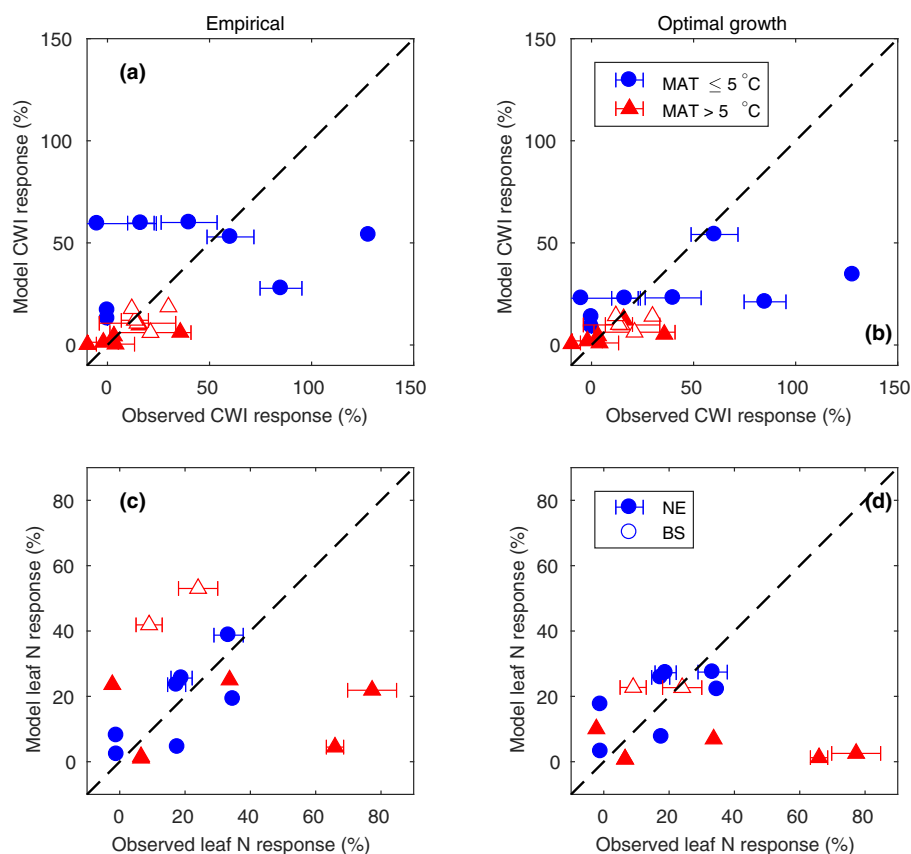 Empirical
Optimal growth
150
100
50
0
Model CWI response (%)
(a)
0
50
100
150
Observed CWI response (%)
150
100
50
0
Model CWI response (%)
MAT ≤ 5 °C
MAT > 5 °C
(b)
0
50
100
150
Observed CWI response (%)
80
60
40
20
0
Model leaf N response (%)
(c)
0
20
40
60
80
Observed leaf N response (%)
80
60
40
20
0
Model leaf N response (%)
NE
BS
(d)
0
20
40
60
80
Observed leaf N response (%)